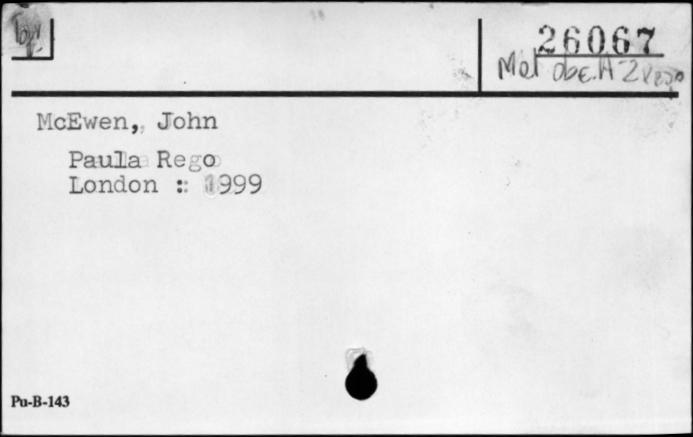 26067
McEwen, John
Paula Rego
London : 1999
Pu-B-143